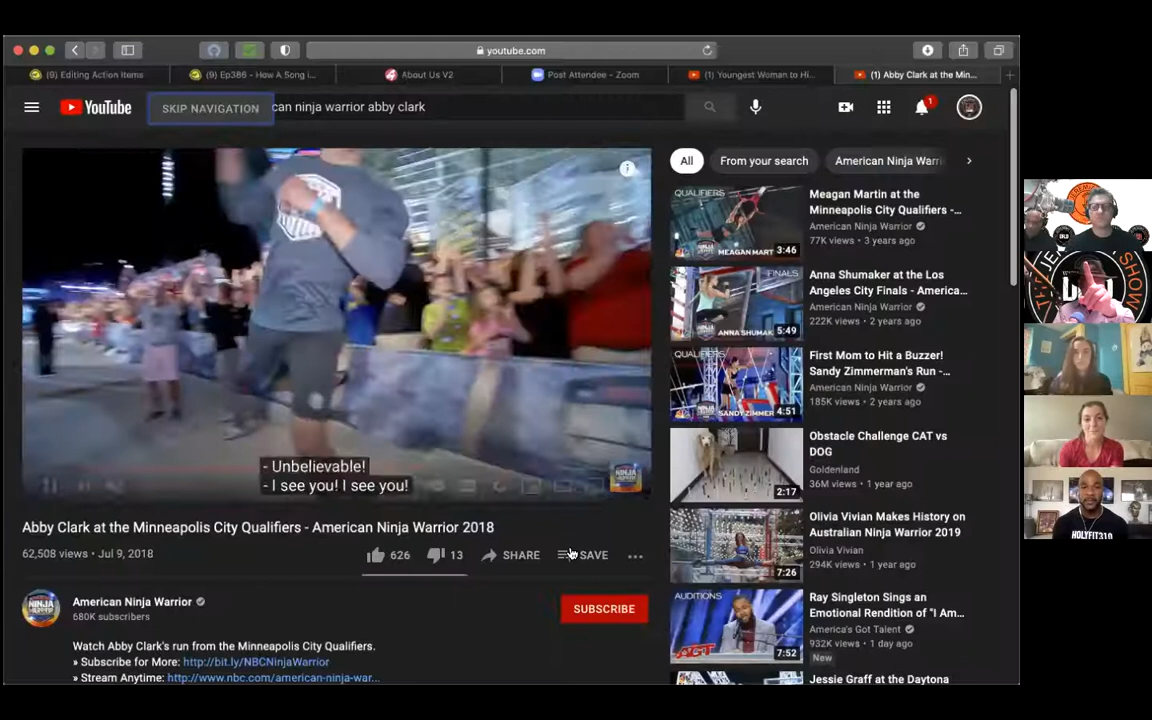 youtube.com
(9) Editing Action Items
(9) Ep386 - How A Song i...
About Us V2
Post Attendee - Zoom
(1) Youngest Woman to Hi...
(1) Abby Clark at the Min...
YouTube
SKIP NAVIGATION
can ninja warrior abby clark
1
All
From your search
American Ninja Warri
QUALIFIERS
MEAGAN MART
3:46
Meagan Martin at the
Minneapolis City Qualifiers -...
American Ninja Warrior
77K views • 3 years ago
FINALS
ANNA SHUMAK
5:49
Anna Shumaker at the Los
Angeles City Finals - America...
American Ninja Warrior
222K views • 2 years ago
QUALIFIERS
SANDY ZIMMER
4:51
First Mom to Hit a Buzzer!
Sandy Zimmerman's Run -...
American Ninja Warrior
185K views • 2 years ago
2:17
Obstacle Challenge CAT vs
DOG
Goldenland
36M views • 1 year ago
7:26
Olivia Vivian Makes History on
Australian Ninja Warrior 2019
Olivia Vivian
294K views • 1 year ago
AUDITIONS
AGT
7:52
Ray Singleton Sings an
Emotional Rendition of "I Am...
America's Got Talent
932K views • 1 day ago
New
Jessie Graff at the Daytona
- Unbelievable!
- I see you! I see you!
Abby Clark at the Minneapolis City Qualifiers - American Ninja Warrior 2018
62,508 views • Jul 9, 2018
626
13
SHARE
SAVE
American Ninja Warrior
680K subscribers
SUBSCRIBE
Watch Abby Clark's run from the Minneapolis City Qualifiers.
» Subscribe for More: http://bit.ly/NBCNinjaWarrior
» Stream Anytime: http://www.nbc.com/american-ninja-war...
SHOW
HOLYFIT310